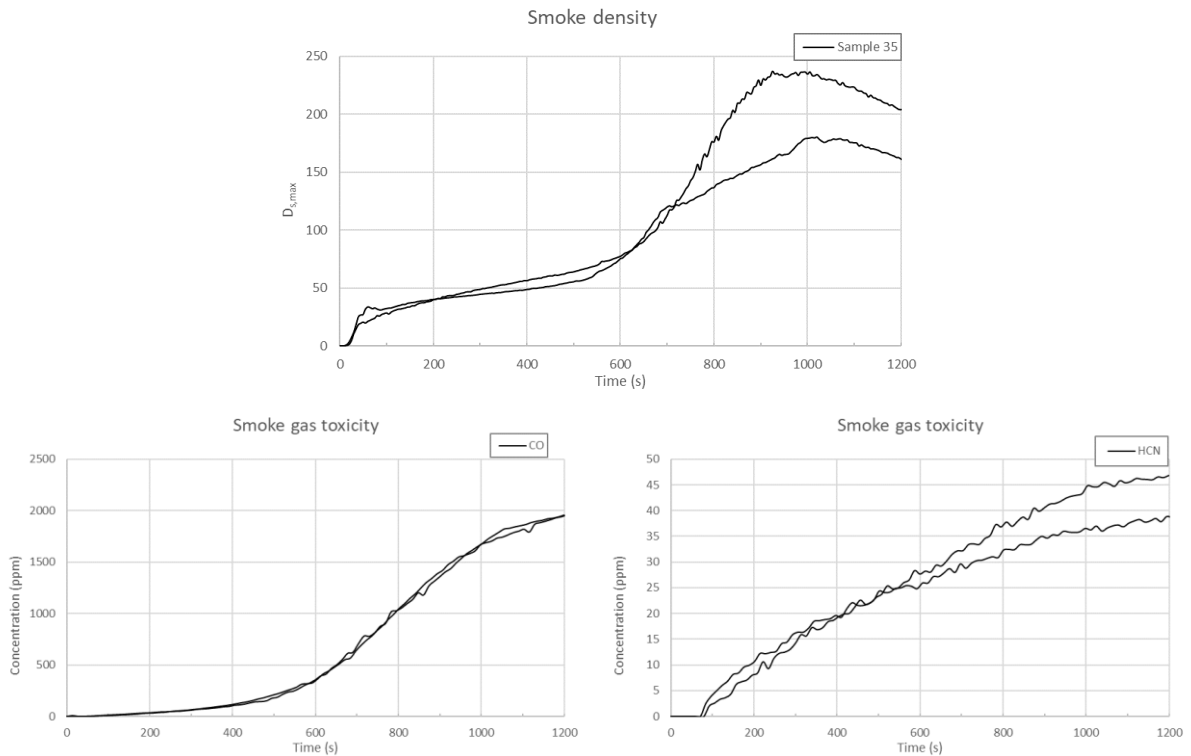 Smoke density
Sample 35
250
200
150
100
50
0
D s,max
0 200 400 600 800 1000 1200
Time (s)
Smoke gas toxicity
CO
2500
2000
1500
1000
500
0
Concentration (ppm)
0 200 400 600 800 1000 1200
Time (s)
Smoke gas toxicity
HCN
50
45
40
35
30
25
20
15
10
5
0
Concentration (ppm)
0 200 400 600 800 1000 1200
Time (s)